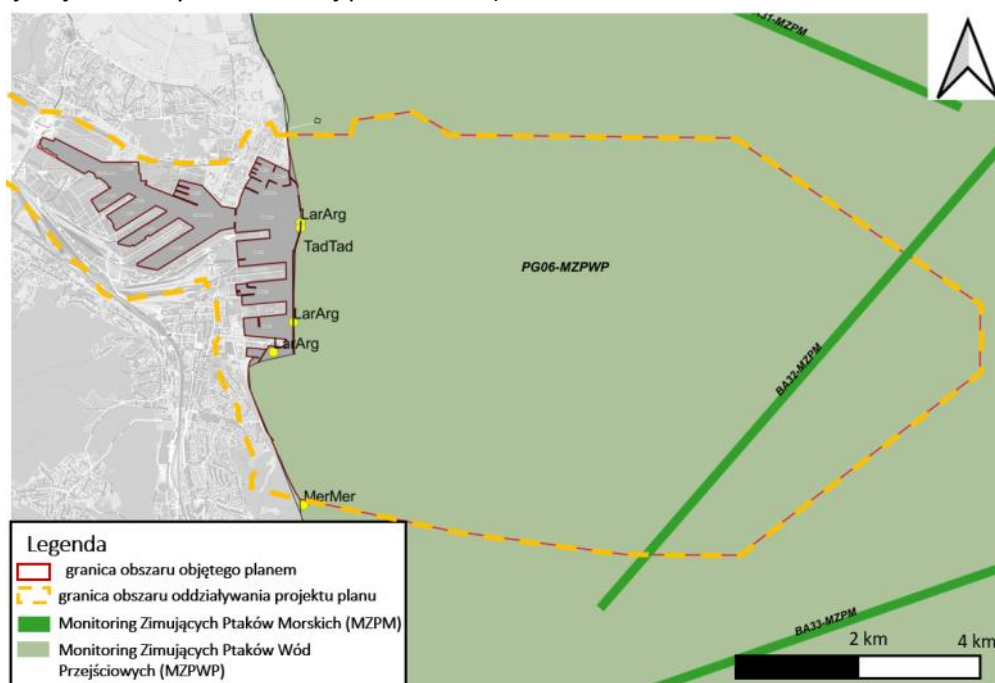 BA31-MZPM
LarArg
TadTad
PG06-MZPWP
LarArg
LarArg
BA32-MZPM
MerMer
BA33-MZPM
Legenda
granica obszaru objętego planem
granica obszaru oddziaływania projektu planu
Monitoring Zimujących Ptaków Morskich (MZPM)
Monitoring Zimujących Ptaków Wód
Przejściowych (MZPWP)
2 km
4 km